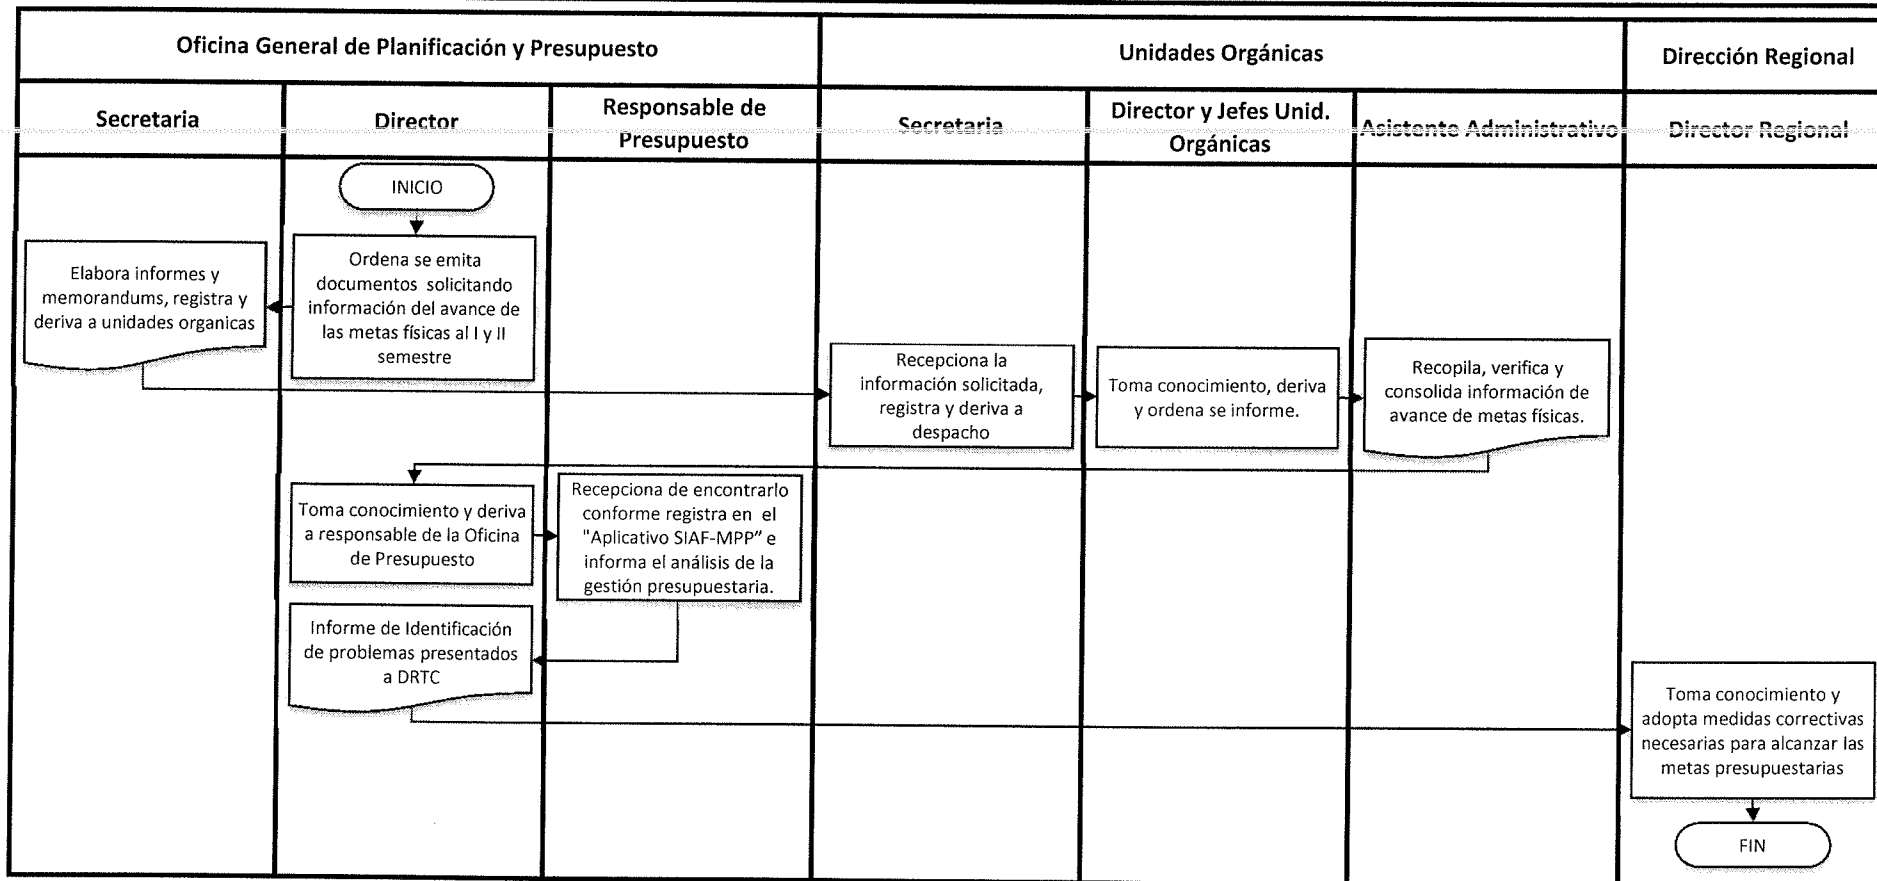 Oficina General de Planificación y Presupuesto
Unidades Orgánicas
Dirección Regional
Secretaria
Director
Responsable de
Presupuesto
Secretaria
Director y Jefes Unid.
Orgánicas
Asistente Administrativo
Director Regional
INICIO
Elabora informes y
memorandums, registra y
deriva a unidades organicas
Ordena se emita
documentos solicitando
información del avance de
las metas físicas al I y II
semestre
Recepciona la
información solicitada,
registra y deriva a
despacho
Toma conocimiento, deriva
y ordena se informe.
Recopila, verifica y
consolida información de
avance de metas físicas.
Toma conocimiento y deriva
a responsable de la Oficina
de Presupuesto
Recepciona de encontrarlo
conforme registra en el
"Aplicativo SIAF-MPP” e
informa el análisis de la
gestión presupuestaria.
Informe de Identificación
de problemas presentados
a DRTC
Toma conocimiento y
adopta medidas correctivas
necesarias para alcanzar las
metas presupuestarias
FIN